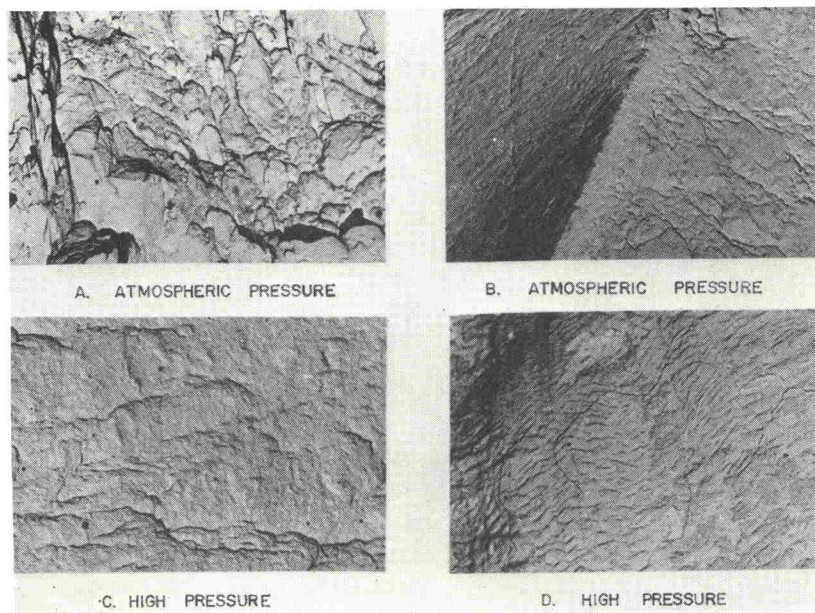 A. ATMOSPHERIC PRESSURE
B. ATMOSPHERIC PRESSURE
C. HIGH PRESSURE
D. HIGH PRESSURE